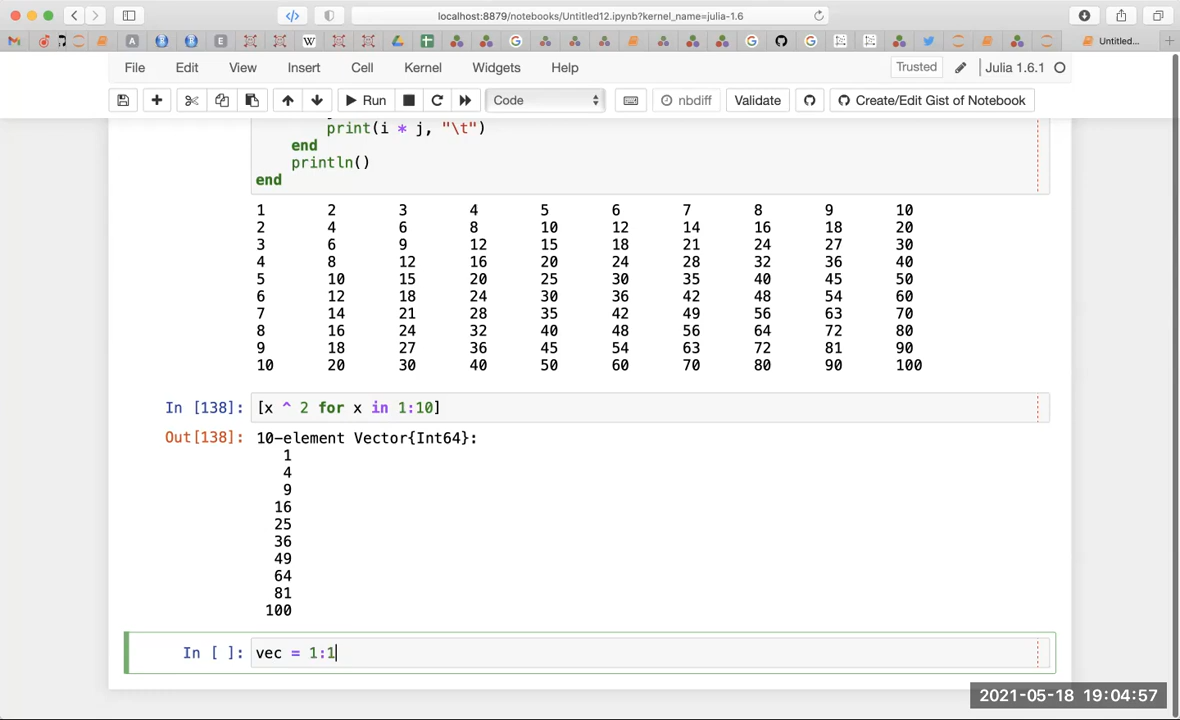 localhost:8879/notebooks/Untitled12.ipynb?kernel_name=julia-1.6
Untitled...
File Edit View Insert Cell Kernel Widgets Help Trusted Julia 1.6.1
Run Code nbdiff Validate Create/Edit Gist of Notebook
print(i * j, "\t")
end
println()
end
1 2 3 4 5 6 7 8 9 10
2 4 6 8 10 12 14 16 18 20
3 6 9 12 15 18 21 24 27 30
4 8 12 16 20 24 28 32 36 40
5 10 15 20 25 30 35 40 45 50
6 12 18 24 30 36 42 48 54 60
7 14 21 28 35 42 49 56 63 70
8 16 24 32 40 48 56 64 72 80
9 18 27 36 45 54 63 72 81 90
10 20 30 40 50 60 70 80 90 100
In [138]: [x ^ 2 for x in 1:10]
Out[138]: 10-element Vector{Int64}:
1
4
9
16
25
36
49
64
81
100
In [ ]: vec = 1:1
2021-05-18 19:04:57